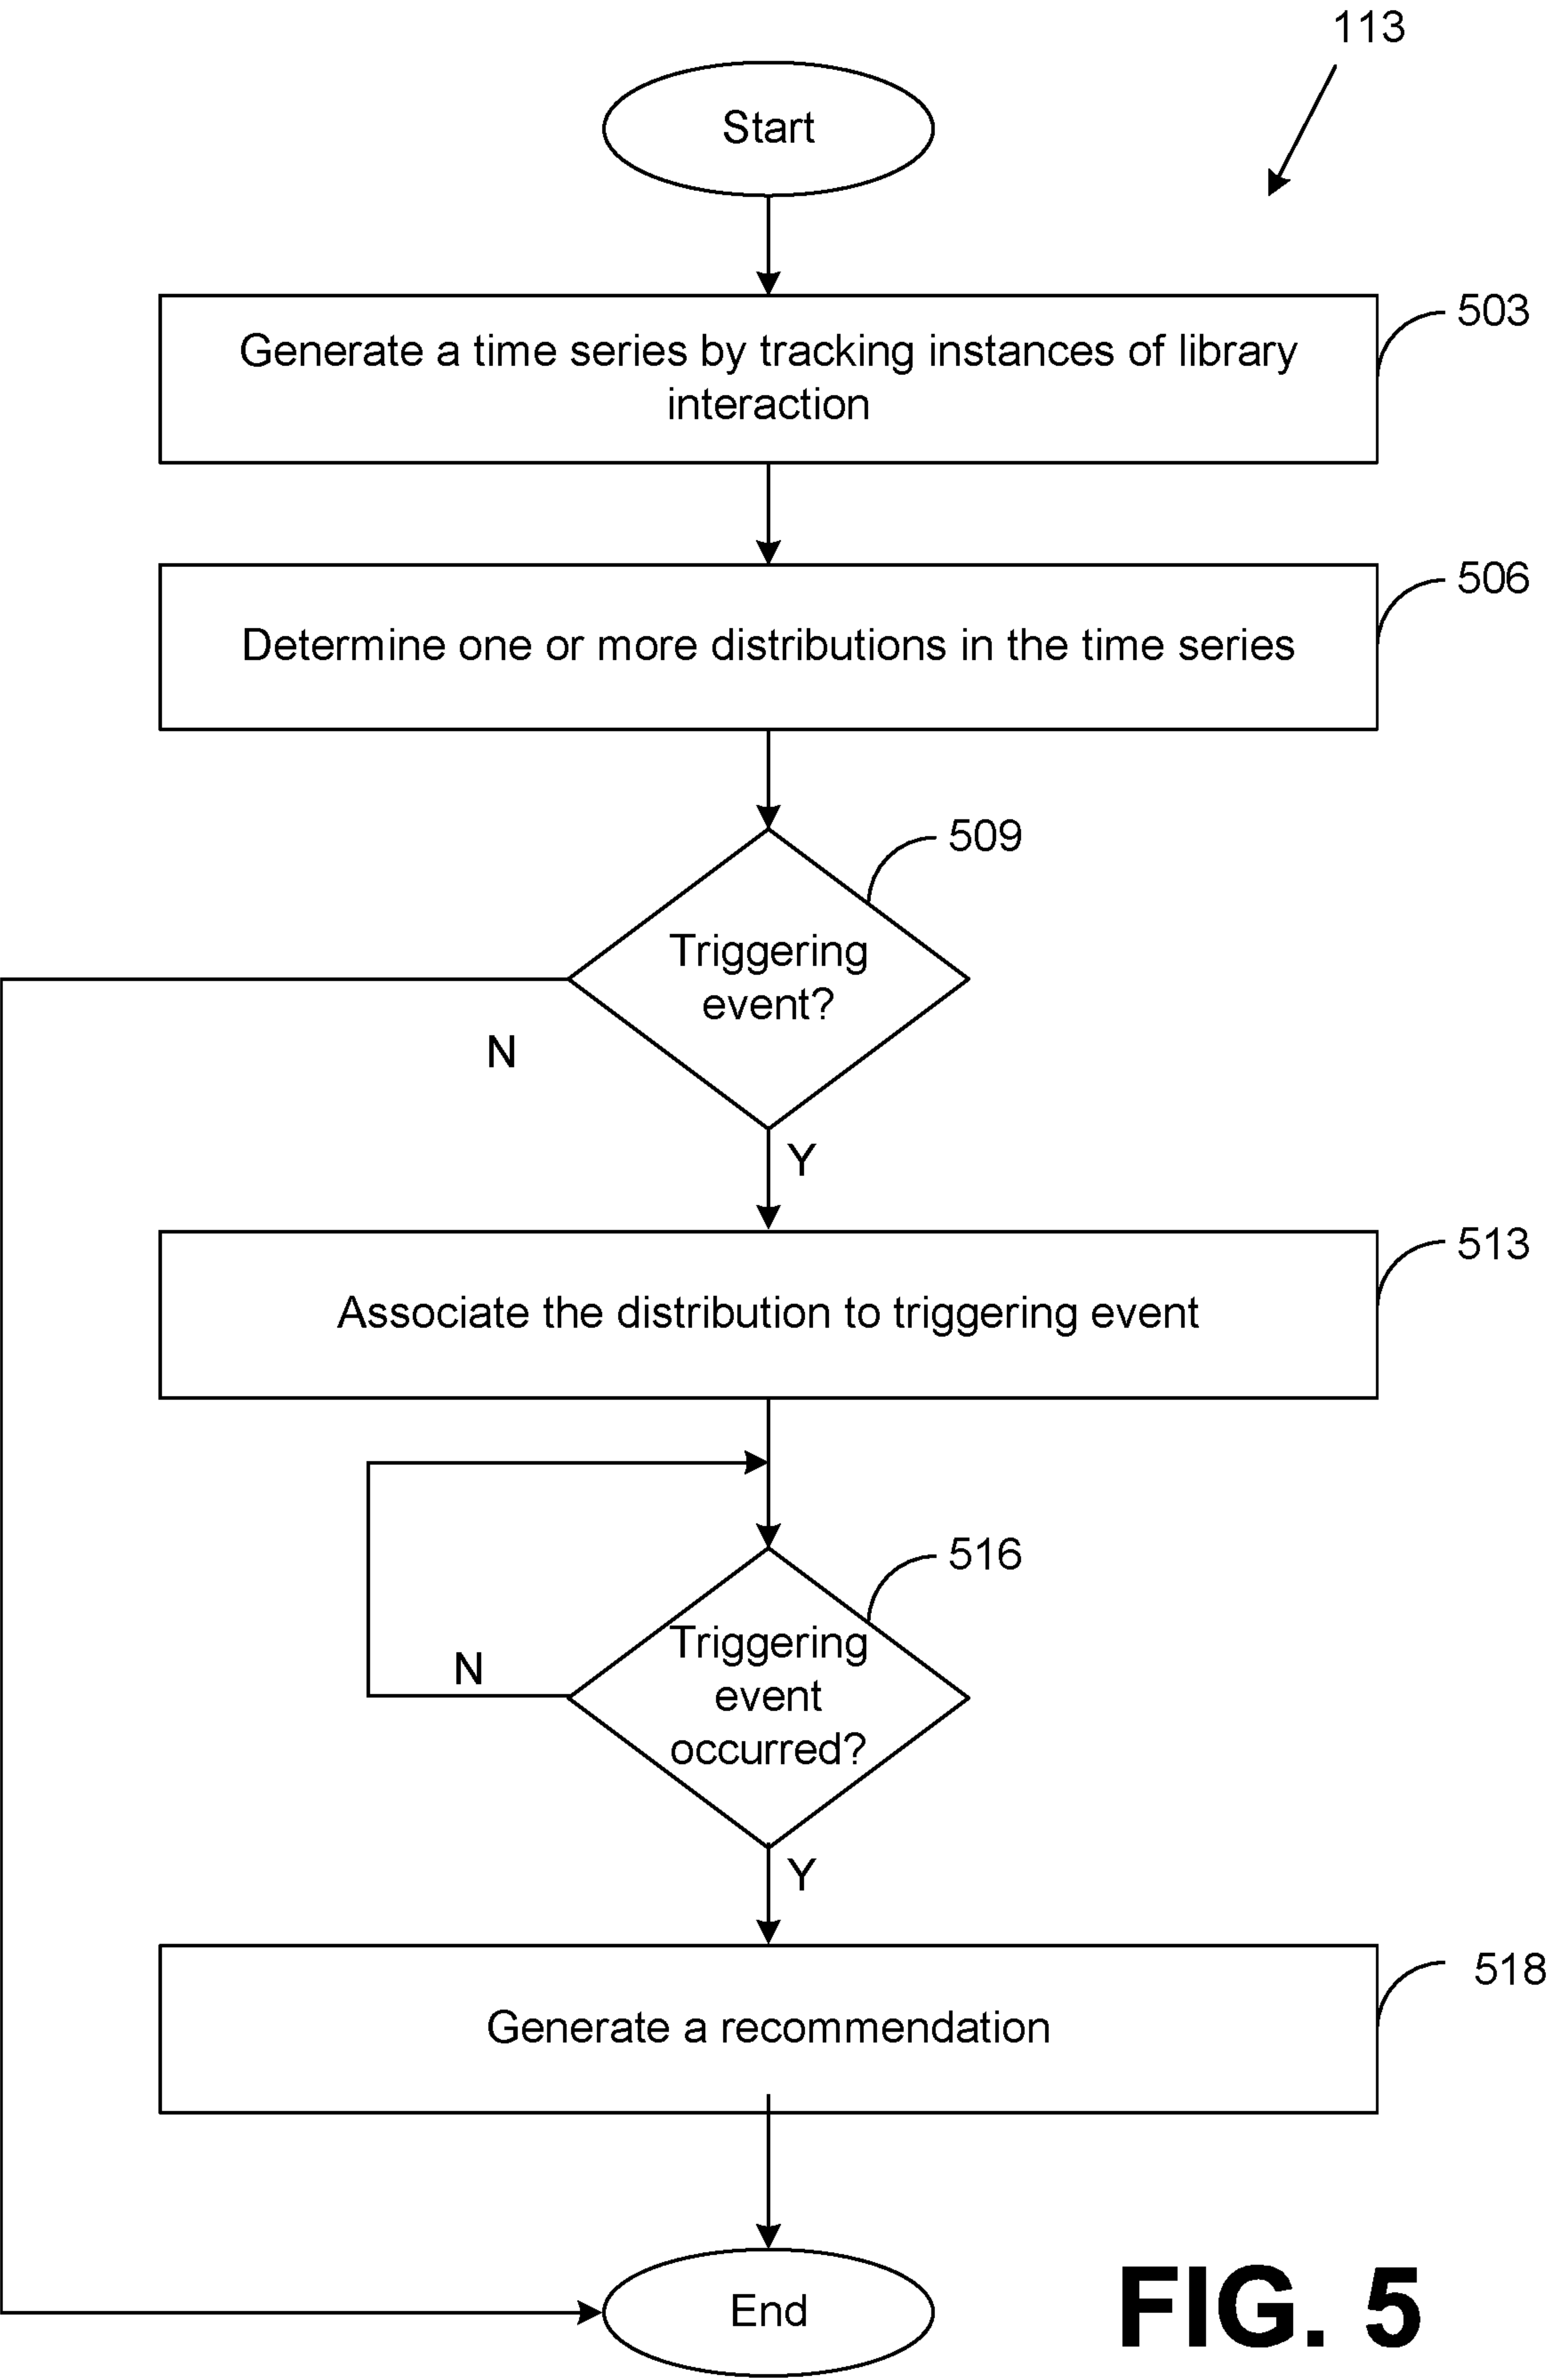 113
Start
503
Generate a time series by tracking instances of library
interaction
506
Determine one or more distributions in the time series
509
Triggering
event?
N
Y
513
Associate the distribution to triggering event
516
Triggering
event
occurred?
N
Y
518
Generate a recommendation
End
FIG. 5